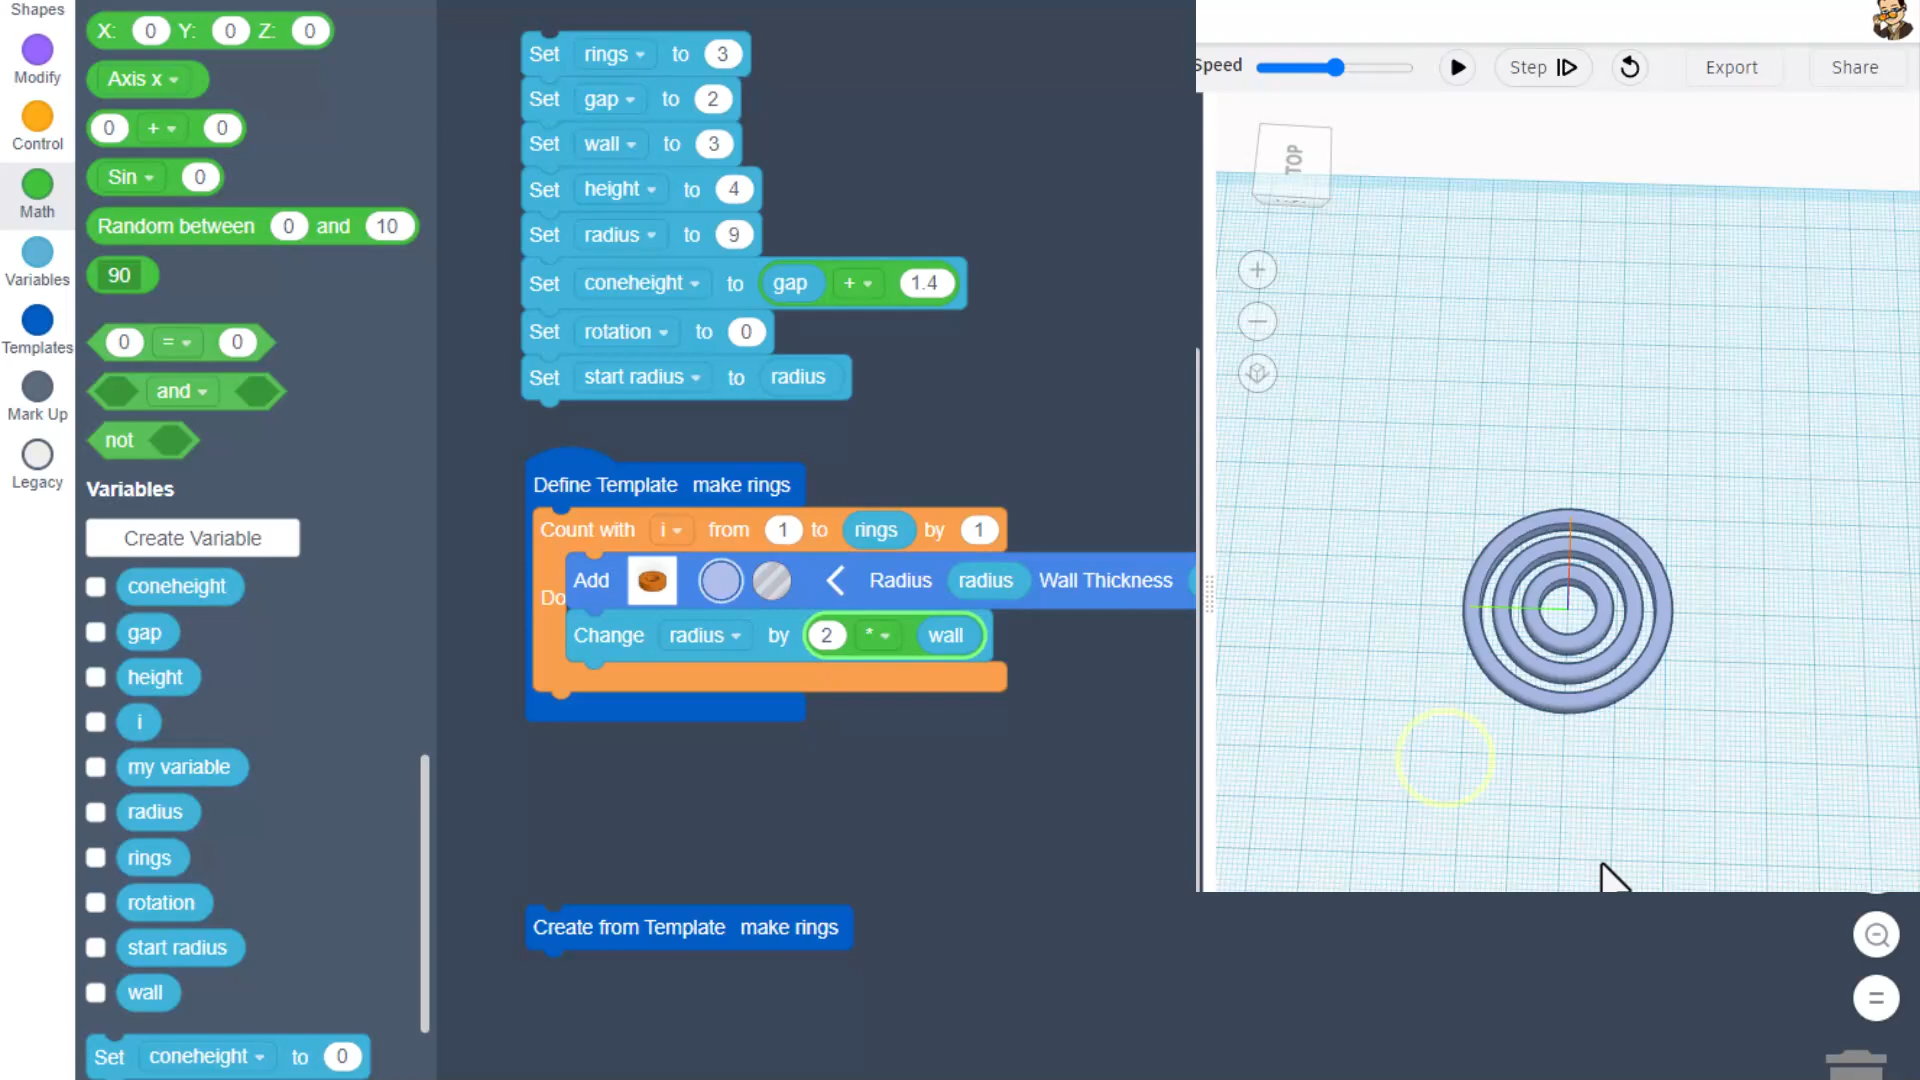 Shapes
Modify
Control
Math
Variables
Templates
Mark Up
Legacy
X: 0 Y: 0 Z: 0
Axis x
0 + 0
Sin 0
Random between 0 and 10
90
0 = 0
and
not
Variables
Create Variable
coneheight
gap
height
i
my variable
radius
rings
rotation
start radius
wall
Set coneheight to 0
Set rings to 3
Set gap to 2
Set wall to 3
Set height to 4
Set radius to 9
Set coneheight to gap + 1.4
Set rotation to 0
Set start radius to radius
Define Template make rings
Count with i from 1 to rings by 1
Do
Add Radius radius Wall Thickness
Change radius by 2 * wall
Create from Template make rings
Speed Step Export Share
TOP